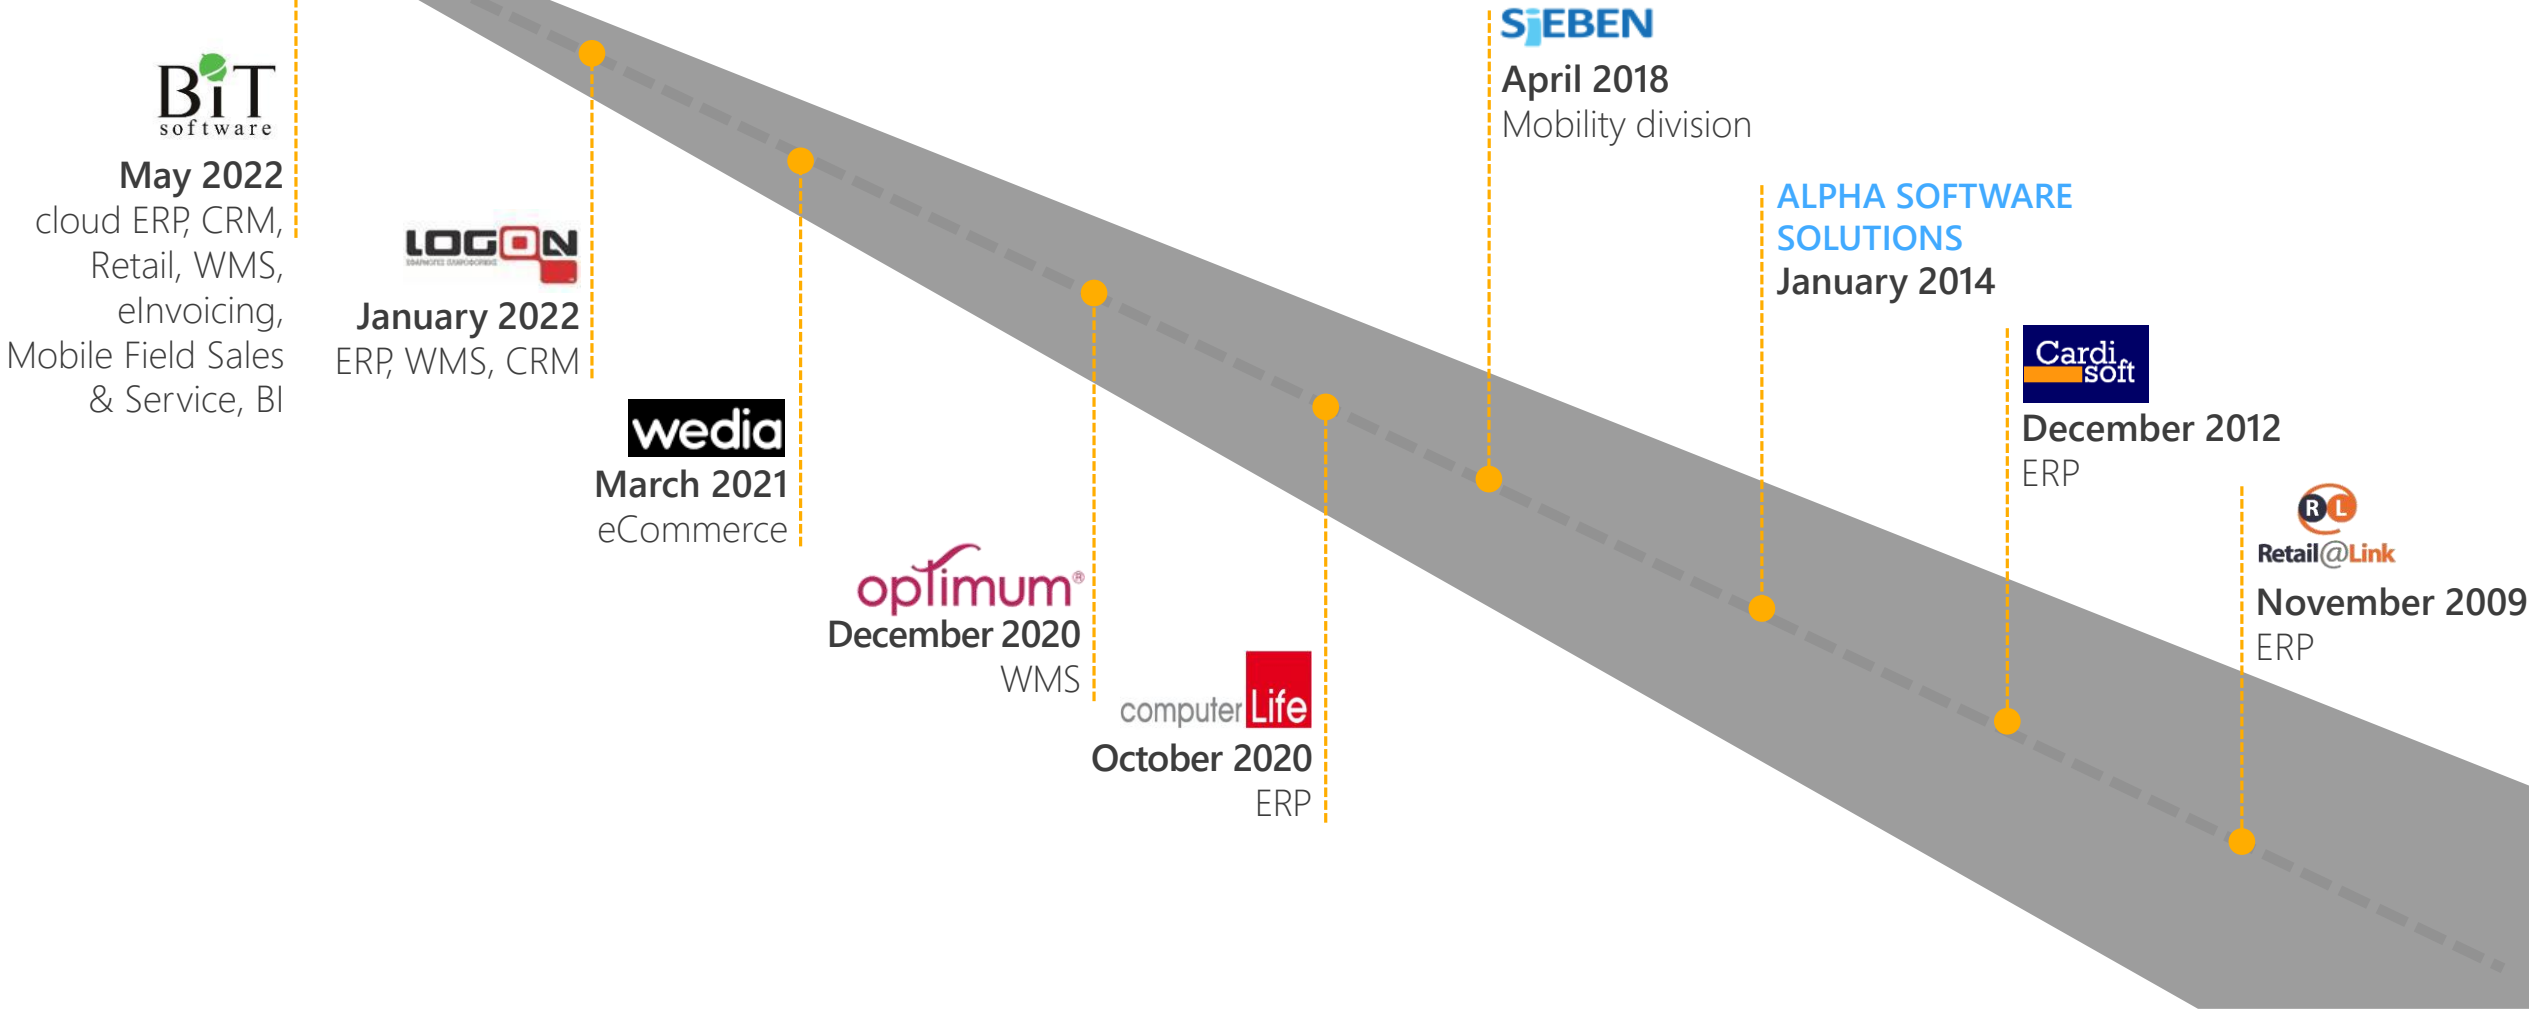 BiT
software
May 2022
cloud ERP, CRM,
Retail, WMS,
eInvoicing,
Mobile Field Sales
& Service, BI
LOGON
ΕΦΑΡΜΟΓΕΣ ΠΛΗΡΟΦΟΡΙΚΗΣ
January 2022
ERP, WMS, CRM
wedia
March 2021
eCommerce
optimum®
December 2020
WMS
computer Life
October 2020
ERP
SiEBEN
April 2018
Mobility division
ALPHA SOFTWARE
SOLUTIONS
January 2014
Cardi
soft
December 2012
ERP
RL
Retail@Link
November 2009
ERP